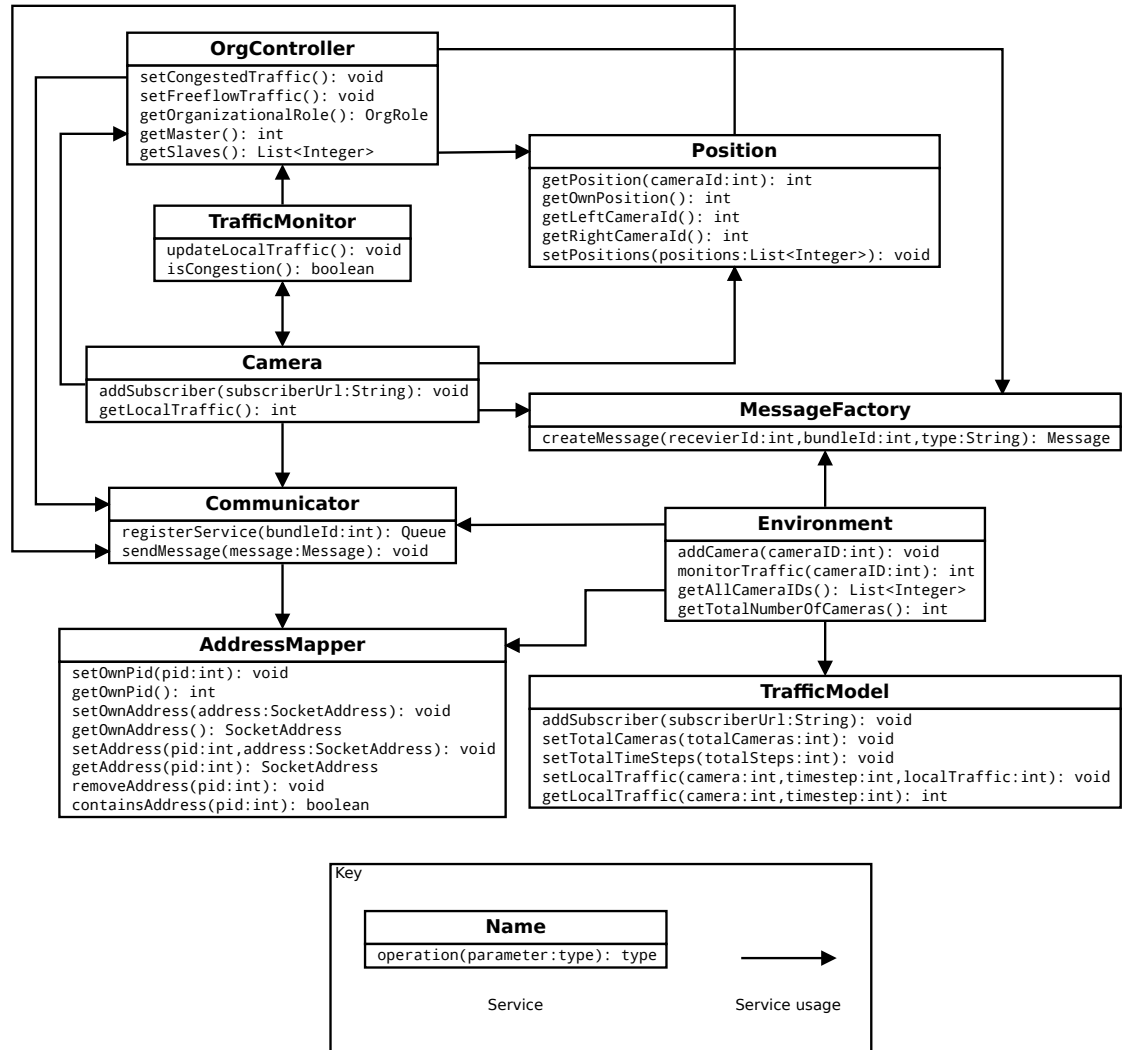 OrgController
setCongestedTraffic(): void
setFreeflowTraffic(): void
getOrganizationalRole(): OrgRole
getMaster(): int
getSlaves(): List<Integer>
Position
getPosition(cameraId:int): int
getOwnPosition(): int
getLeftCameraId(): int
getRightCameraId(): int
setPositions(positions:List<Integer>): void
TrafficMonitor
updateLocalTraffic(): void
isCongestion(): boolean
Camera
addSubscriber(subscriberUrl:String): void
getLocalTraffic(): int
MessageFactory
createMessage(recevierId:int,bundleId:int,type:String): Message
Communicator
registerService(bundleId:int): Queue
sendMessage(message:Message): void
Environment
addCamera(cameraID:int): void
monitorTraffic(cameraID:int): int
getAllCameraIDs(): List<Integer>
getTotalNumberOfCameras(): int
AddressMapper
setOwnPid(pid:int): void
getOwnPid(): int
setOwnAddress(address:SocketAddress): void
getOwnAddress(): SocketAddress
setAddress(pid:int,address:SocketAddress): void
getAddress(pid:int): SocketAddress
removeAddress(pid:int): void
containsAddress(pid:int): boolean
TrafficModel
addSubscriber(subscriberUrl:String): void
setTotalCameras(totalCameras:int): void
setTotalTimeSteps(totalSteps:int): void
setLocalTraffic(camera:int,timestep:int,localTraffic:int): void
getLocalTraffic(camera:int,timestep:int): int
Key
Name
operation(parameter:type): type
Service
Service usage